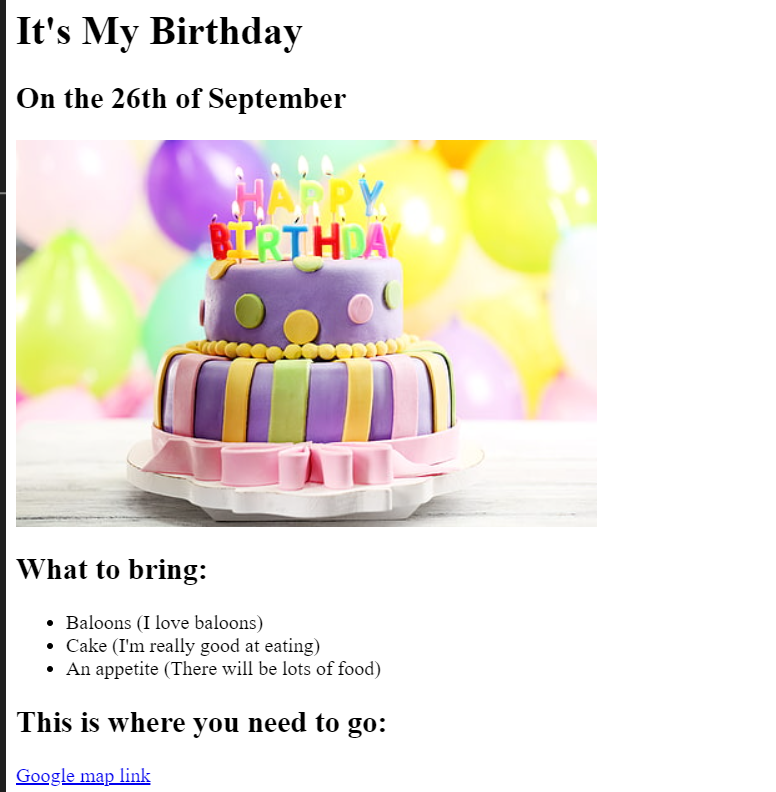 It's My Birthday
On the 26th of September
HAPPY
BIRTHDAY
What to bring:
Baloons (I love baloons)
Cake (I'm really good at eating)
An appetite (There will be lots of food)
This is where you need to go:
Google map link